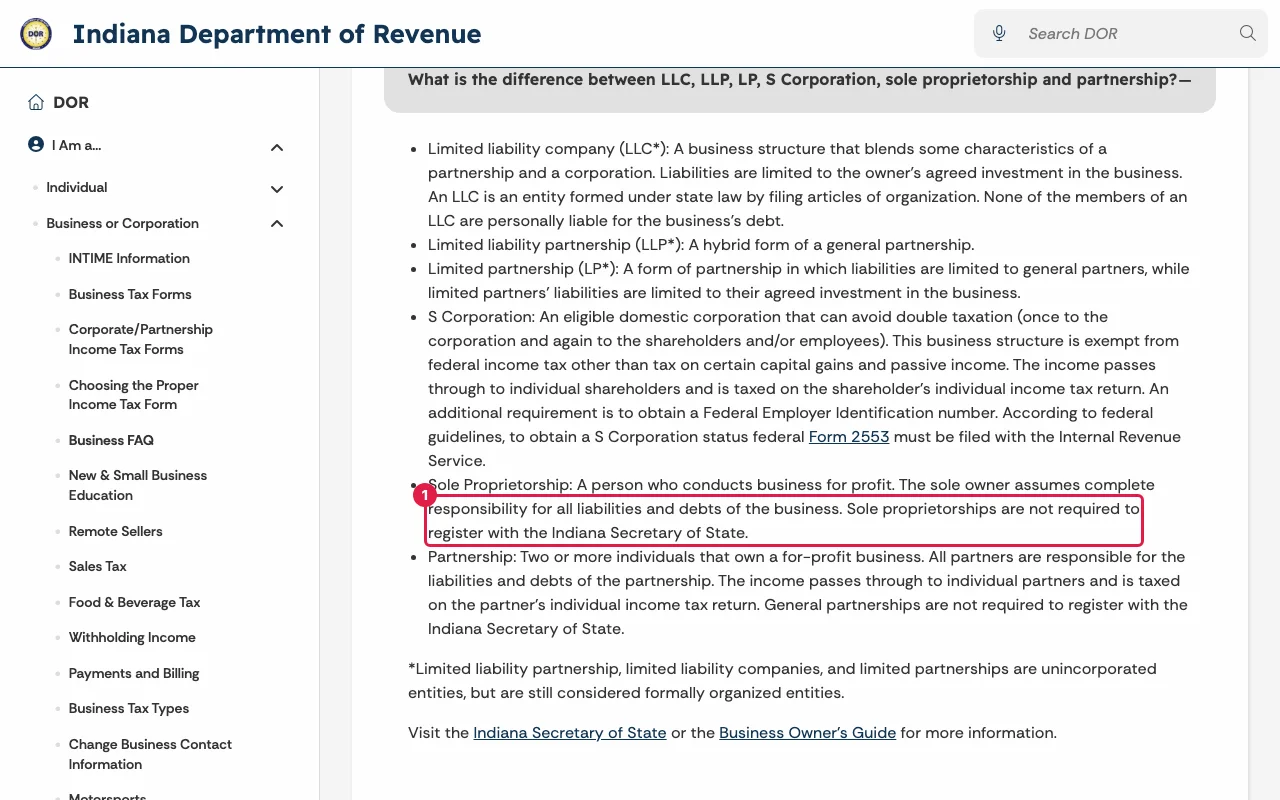 DOR
Indiana Department of Revenue
Search DOR
DOR
I Am a...
Individual
Business or Corporation
INTIME Information
Business Tax Forms
Corporate/Partnership
Income Tax Forms
Choosing the Proper
Income Tax Form
Business FAQ
New & Small Business
Education
Remote Sellers
Sales Tax
Food & Beverage Tax
Withholding Income
Payments and Billing
Business Tax Types
Change Business Contact
Information
Motorsports
What is the difference between LLC, LLP, LP, S Corporation, sole proprietorship and partnership?—
Limited liability company (LLC*): A business structure that blends some characteristics of a
partnership and a corporation. Liabilities are limited to the owner's agreed investment in the business.
An LLC is an entity formed under state law by filing articles of organization. None of the members of an
LLC are personally liable for the business's debt.
Limited liability partnership (LLP*): A hybrid form of a general partnership.
Limited partnership (LP*): A form of partnership in which liabilities are limited to general partners, while
limited partners' liabilities are limited to their agreed investment in the business.
S Corporation: An eligible domestic corporation that can avoid double taxation (once to the
corporation and again to the shareholders and/or employees). This business structure is exempt from
federal income tax other than tax on certain capital gains and passive income. The income passes
through to individual shareholders and is taxed on the shareholder's individual income tax return. An
additional requirement is to obtain a Federal Employer Identification number. According to federal
guidelines, to obtain a S Corporation status federal Form 2553 must be filed with the Internal Revenue
Service.
Sole Proprietorship: A person who conducts business for profit. The sole owner assumes complete
1
responsibility for all liabilities and debts of the business. Sole proprietorships are not required to
register with the Indiana Secretary of State.
Partnership: Two or more individuals that own a for-profit business. All partners are responsible for the
liabilities and debts of the partnership. The income passes through to individual partners and is taxed
on the partner's individual income tax return. General partnerships are not required to register with the
Indiana Secretary of State.
*Limited liability partnership, limited liability companies, and limited partnerships are unincorporated
entities, but are still considered formally organized entities.
Visit the Indiana Secretary of State or the Business Owner's Guide for more information.